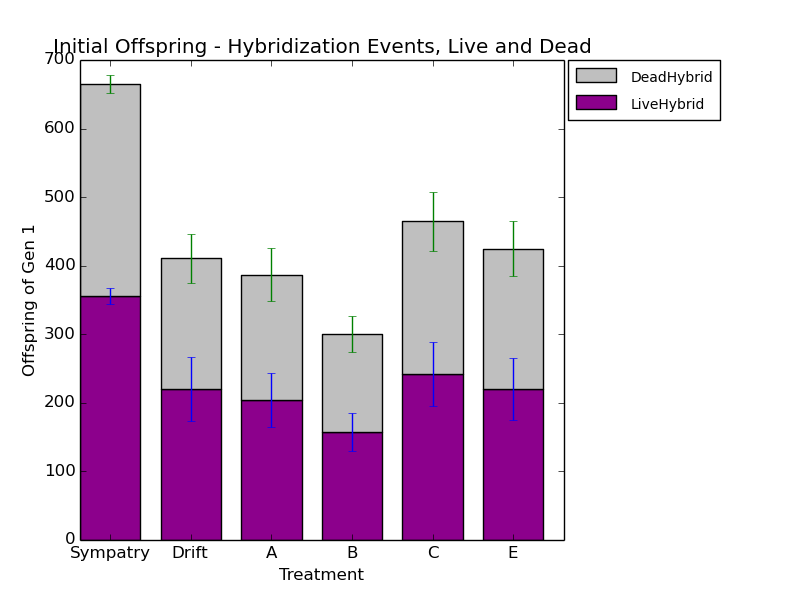 Initial Offspring - Hybridization Events, Live and Dead
700
600
500
400
300
200
100
0
Offspring of Gen 1
Sympatry Drift A B C E
Treatment
DeadHybrid
LiveHybrid